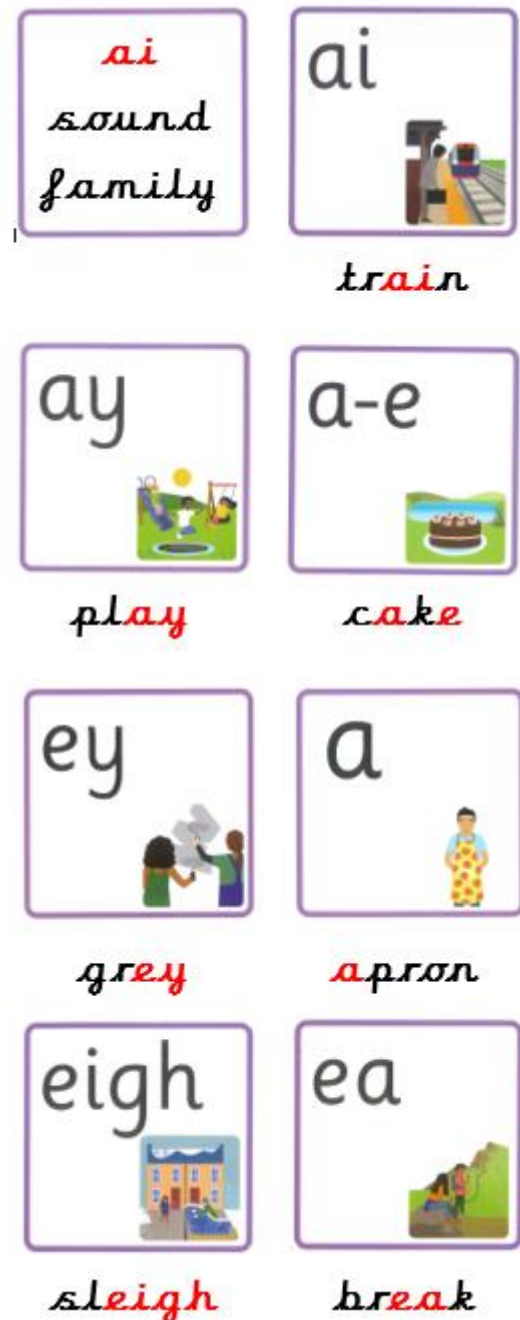 ai
sound
family
ai
train
ay
a-e
play
cake
ey
a
grey
apron
eigh
ea
sleigh
break